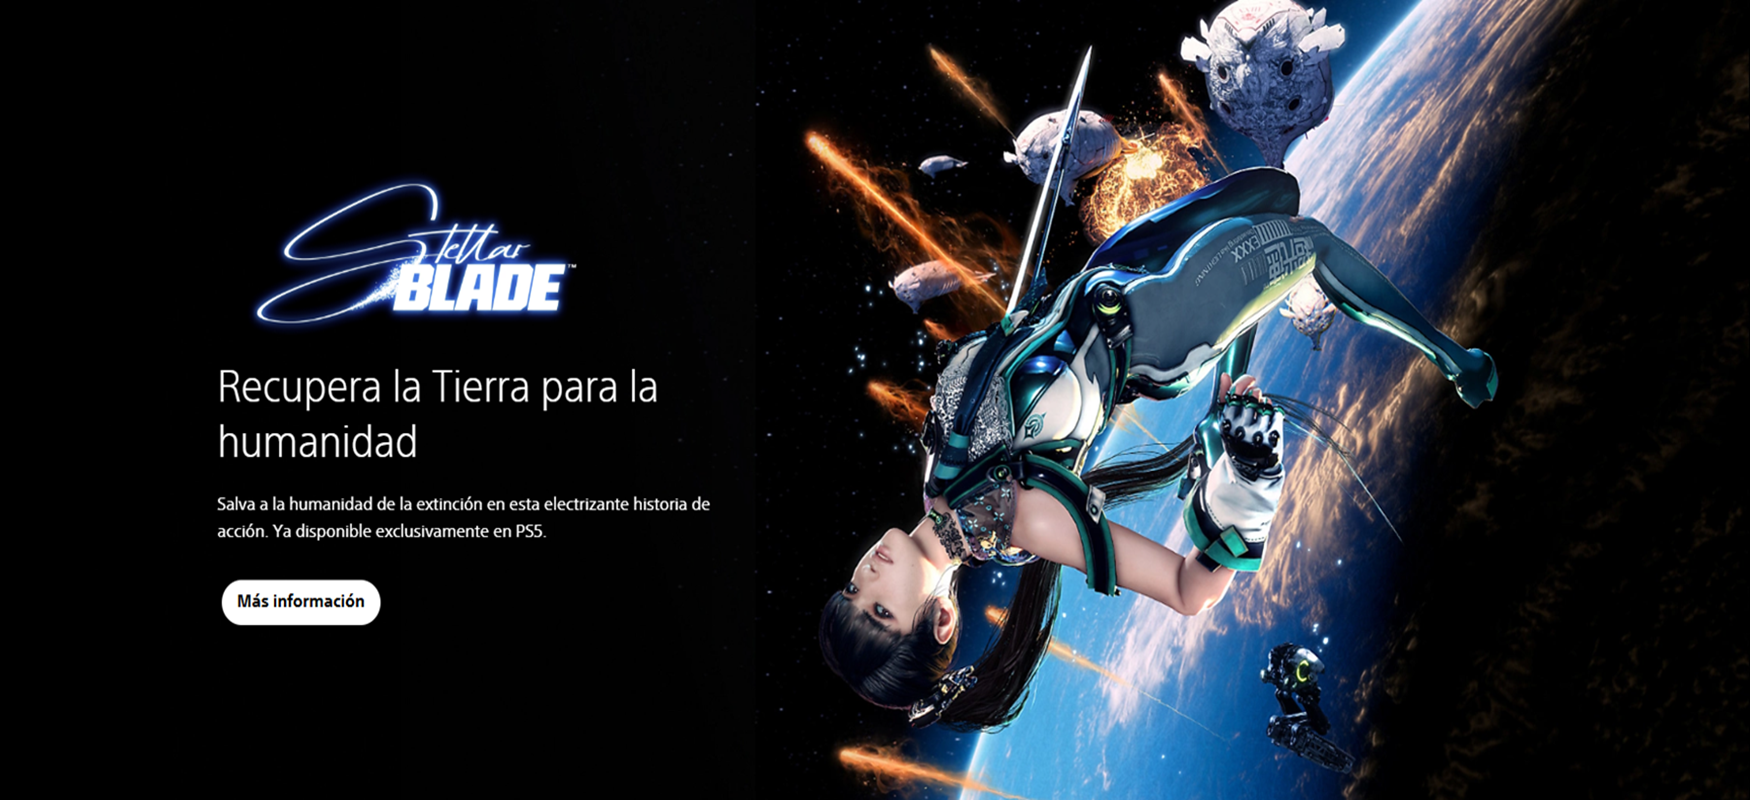 Stellar
BLADE™
Recupera la Tierra para la
humanidad
Salva a la humanidad de la extinción en esta electrizante historia de
acción. Ya disponible exclusivamente en PS5.
Más información